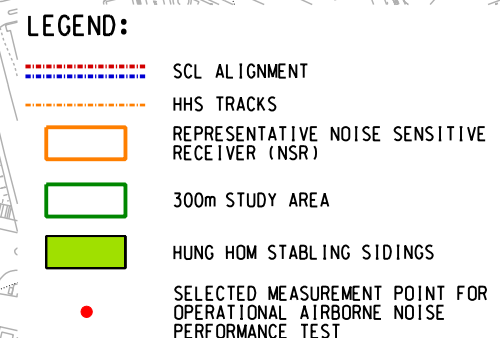 LEGEND:
SCL ALIGNMENT
HHS TRACKS
REPRESENTATIVE NOISE SENSITIVE
RECEIVER (NSR)
300m STUDY AREA
HUNG HOM STABLING SIDINGS
SELECTED MEASUREMENT POINT FOR
OPERATIONAL AIRBORNE NOISE
PERFORMANCE TEST